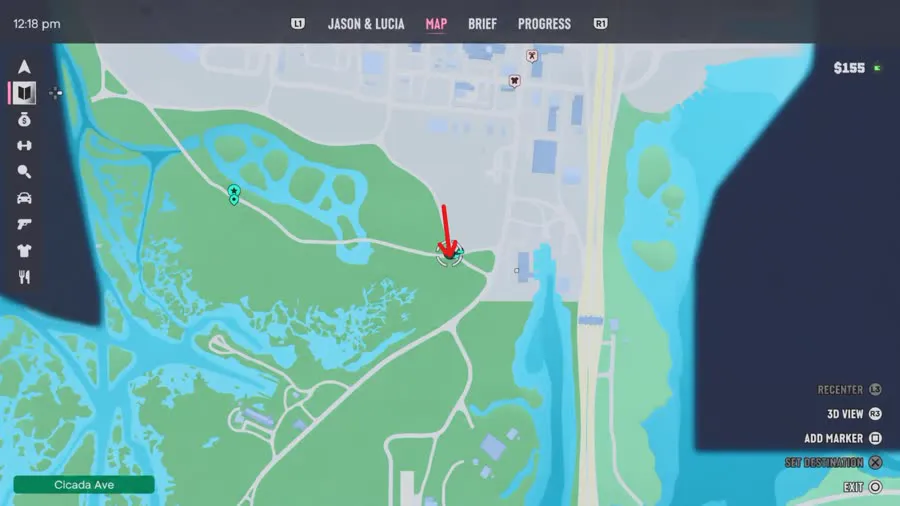 12:18 pm
L1 JASON & LUCIA MAP BRIEF PROGRESS R1
$155
RECENTER L3
3D VIEW R3
ADD MARKER
SET DESTINATION
EXIT
Cicada Ave